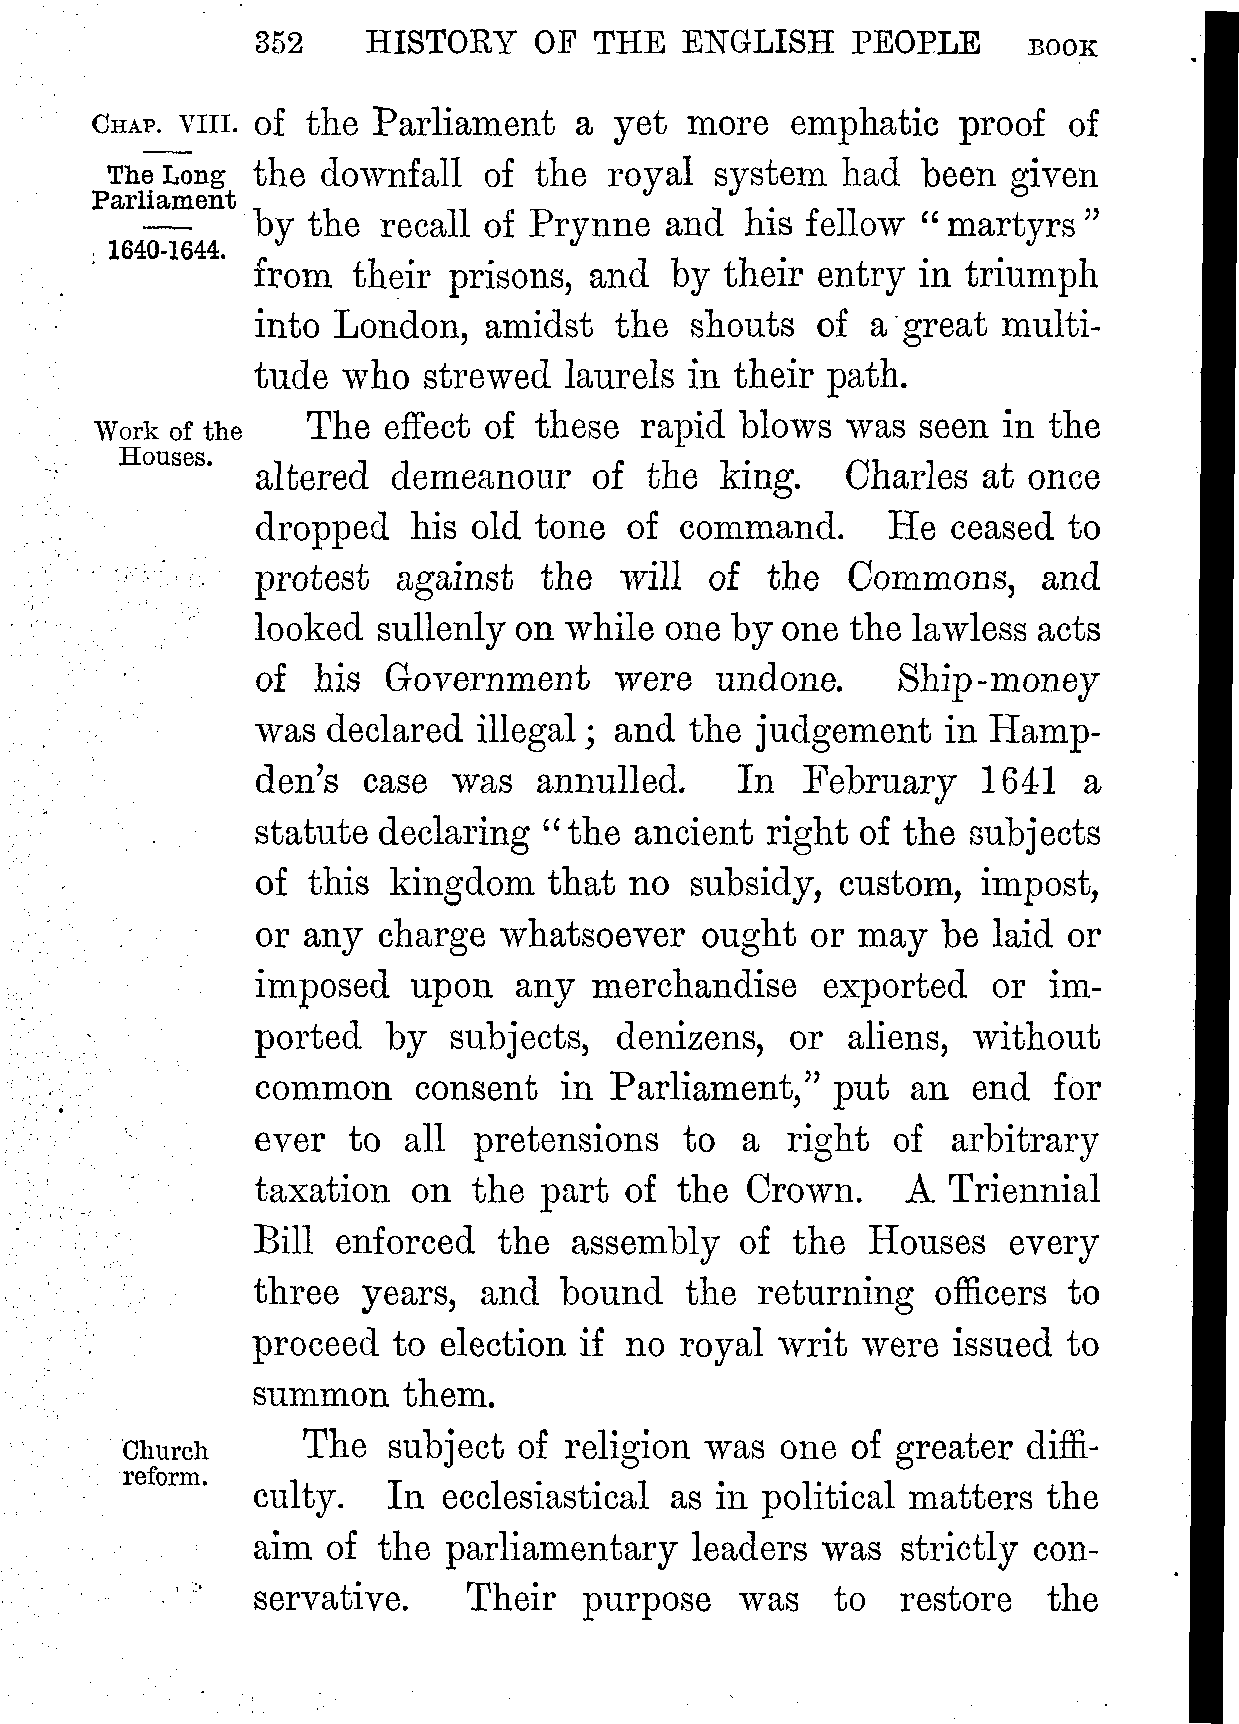 352 HISTORY OF THE ENGLISH PEOPLE BOOK
CHAP. VIII.
The Long
Parliament
1640-1644.
of the Parliament a yet more emphatic proof of
the downfall of the royal system had been given
by the recall of Prynne and his fellow “martyrs”
from their prisons, and by their entry in triumph
into London, amidst the shouts of a great multi-
tude who strewed laurels in their path.
Work of the
Houses.
The effect of these rapid blows was seen in the
altered demeanour of the king. Charles at once
dropped his old tone of command. He ceased to
protest against the will of the Commons, and
looked sullenly on while one by one the lawless acts
of his Government were undone. Ship-money
was declared illegal; and the judgement in Hamp-
den's case was annulled. In February 1641 a
statute declaring “the ancient right of the subjects
of this kingdom that no subsidy, custom, impost,
or any charge whatsoever ought or may be laid or
imposed upon any merchandise exported or im-
ported by subjects, denizens, or aliens, without
common consent in Parliament,” put an end for
ever to all pretensions to a right of arbitrary
taxation on the part of the Crown. A Triennial
Bill enforced the assembly of the Houses every
three years, and bound the returning officers to
proceed to election if no royal writ were issued to
summon them.
Church
reform.
The subject of religion was one of greater diffi-
culty. In ecclesiastical as in political matters the
aim of the parliamentary leaders was strictly con-
servative. Their purpose was to restore the